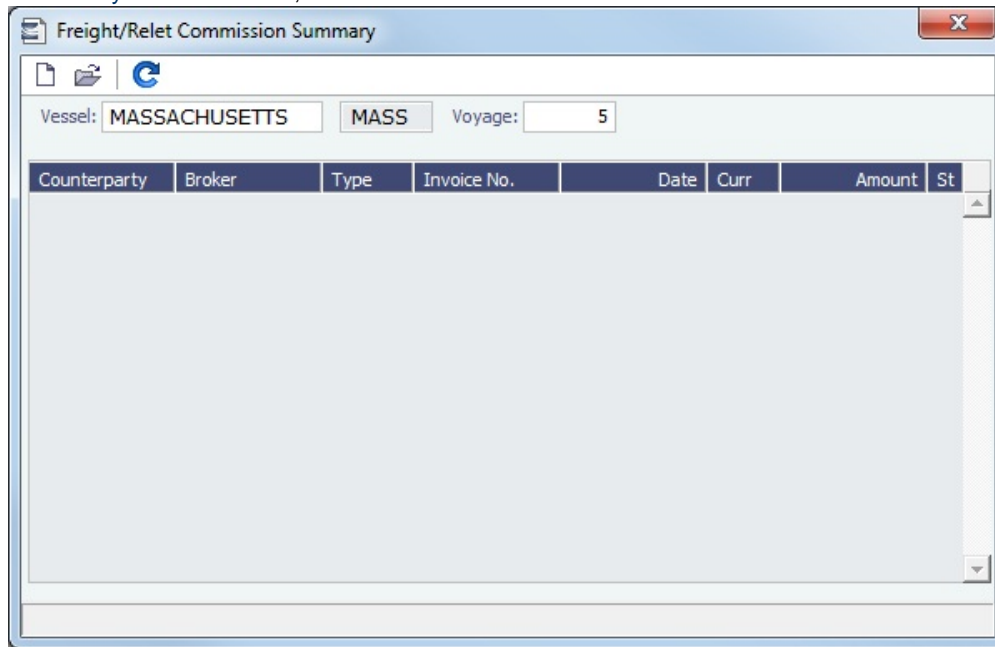 Freight/Relet Commission Summary
Vessel: MASSACHUSETTS MASS Voyage: 5
Counterparty Broker Type Invoice No. Date Curr Amount St